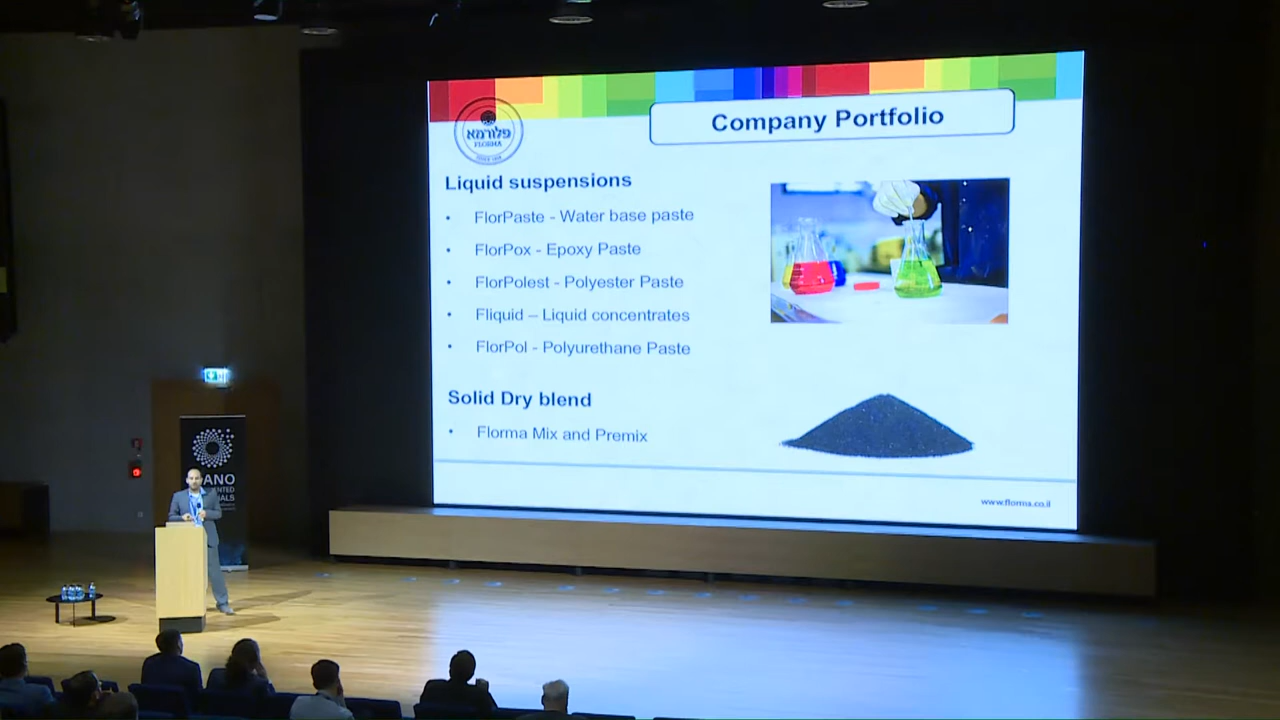 Company Portfolio
פלורמא
FLORMA
Liquid suspensions
• FlorPaste - Water base paste
• FlorPox - Epoxy Paste
• FlorPolest - Polyester Paste
• Fliquid – Liquid concentrates
• FlorPol - Polyurethane Paste
Solid Dry blend
• Florma Mix and Premix
www.florma.co.il